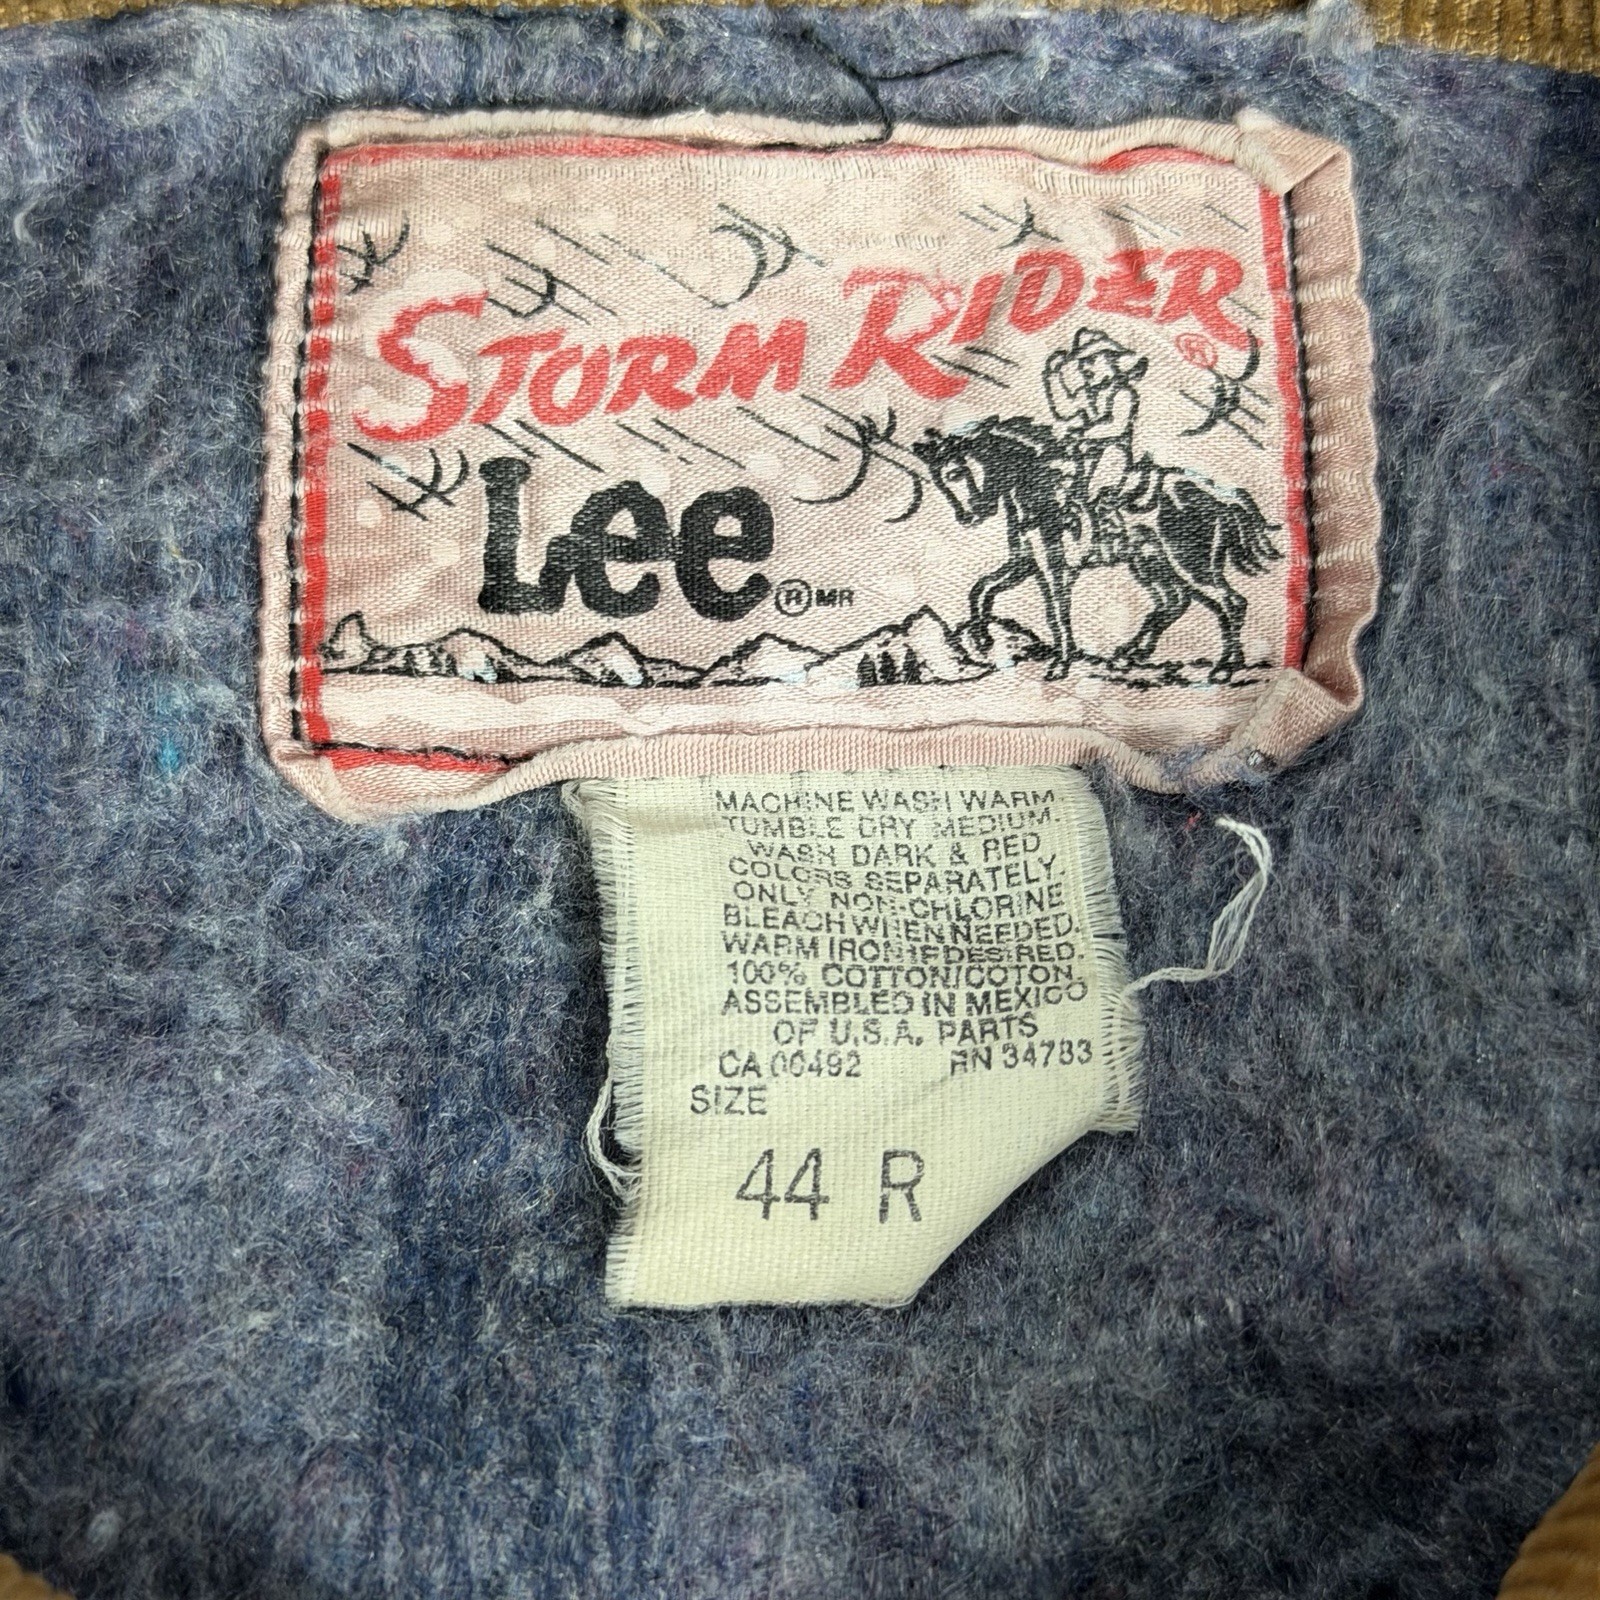 STORM RIDER ®
Lee ® MR
MACHINE WASH WARM.
TUMBLE DRY MEDIUM.
WASH DARK & RED
COLORS SEPARATELY.
ONLY NON-CHLORINE
BLEACH WHEN NEEDED.
WARM IRON IF DESIRED.
100% COTTON/COTON.
ASSEMBLED IN MEXICO
OF U.S.A. PARTS
CA 00492 RN 34783
SIZE
44 R